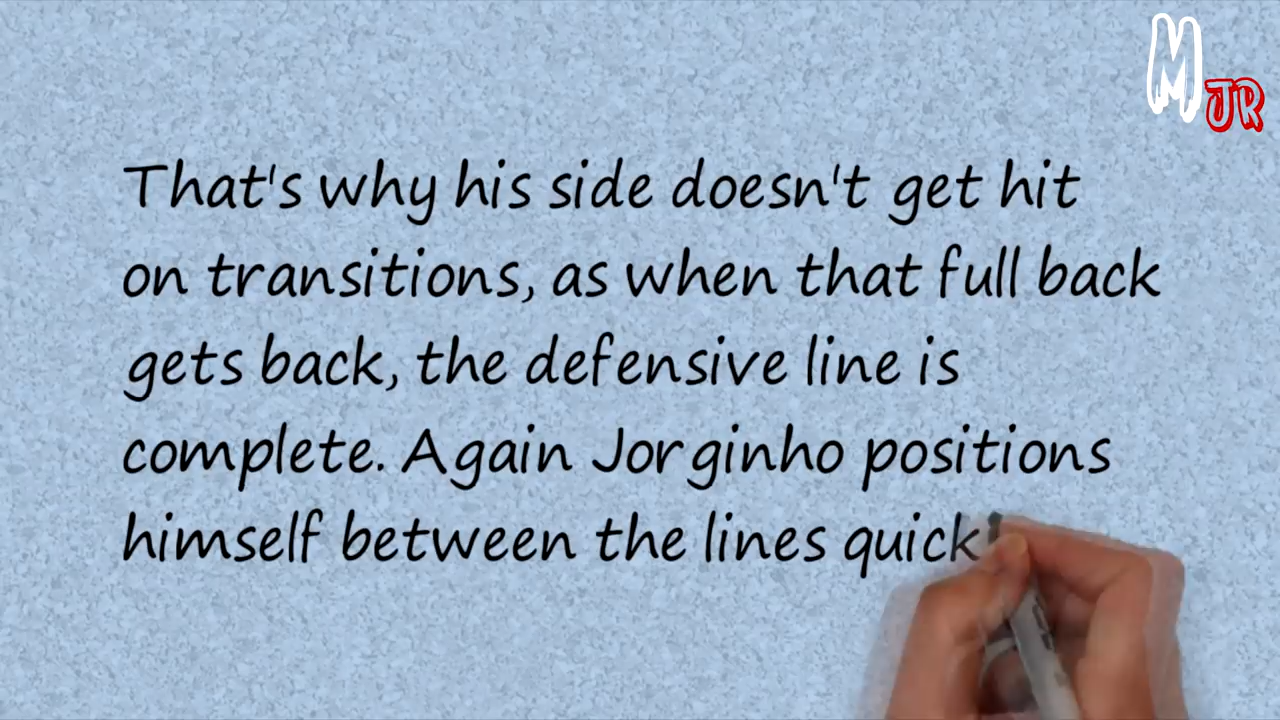 M
JR
That's why his side doesn't get hit
on transitions, as when that full back
gets back, the defensive line is
complete. Again Jorginho positions
himself between the lines quick